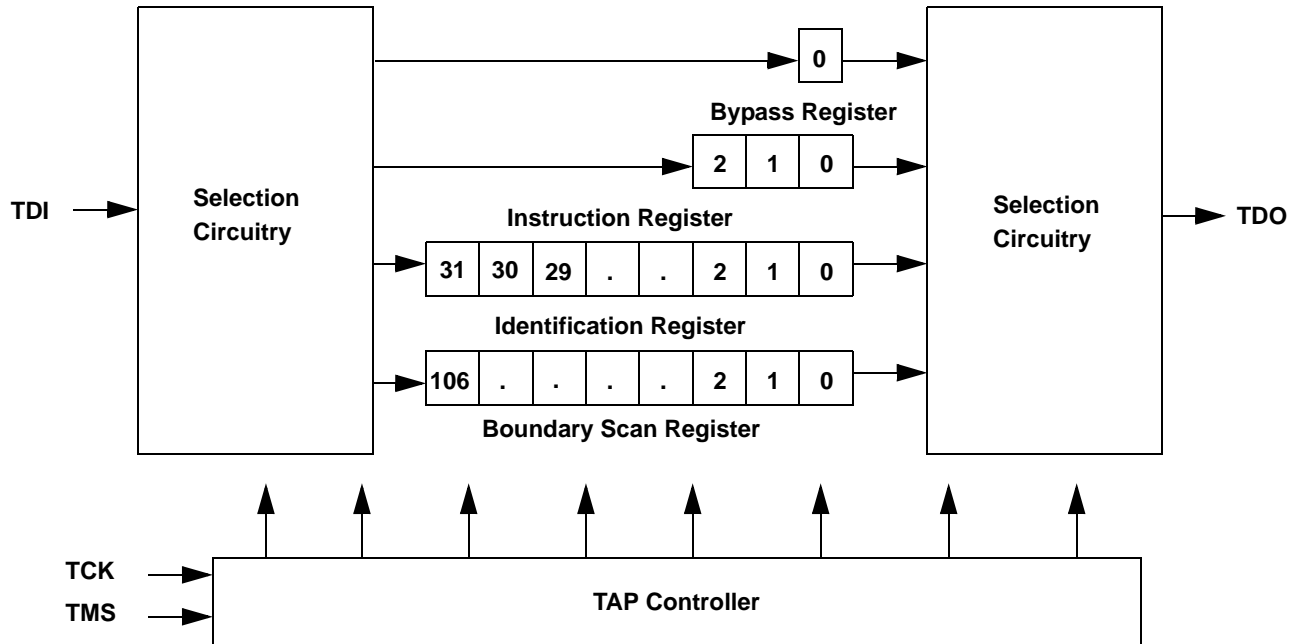 0
Bypass Register
2 1 0
TDI
Selection
Circuitry
Selection
Circuitry
TDO
Instruction Register
31 30 29 . . 2 1 0
Identification Register
106 . . . . 2 1 0
Boundary Scan Register
TCK
TMS
TAP Controller